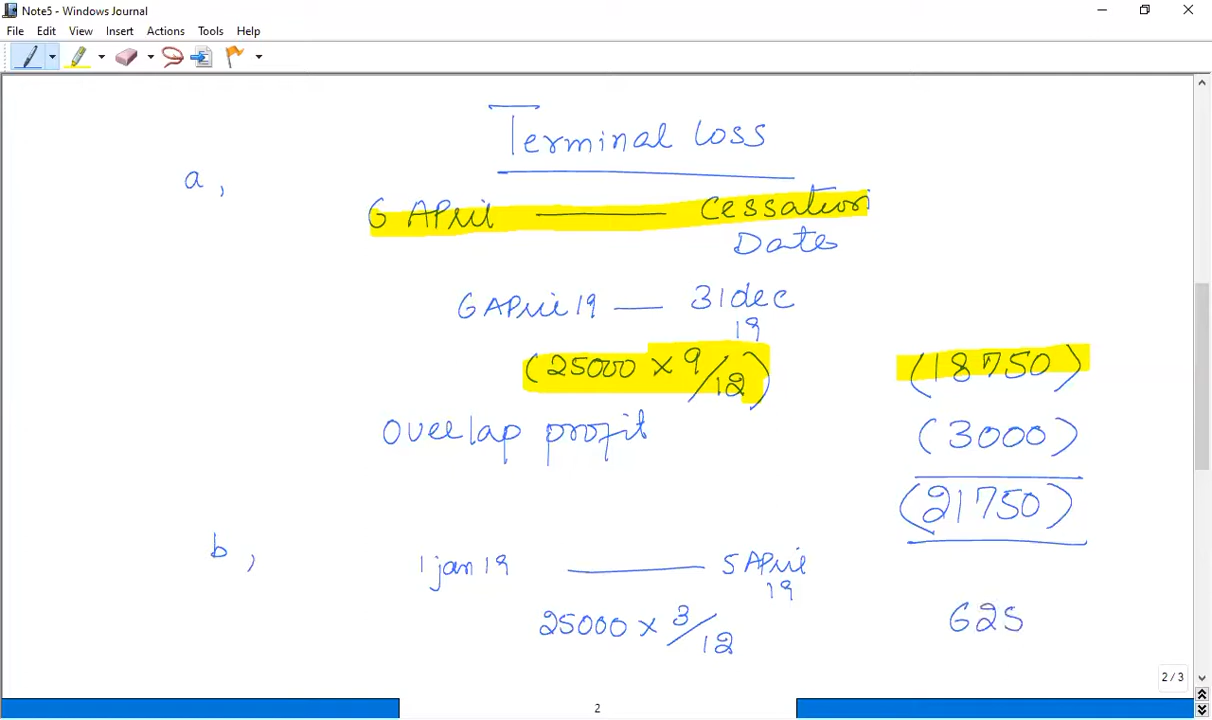 Note5 - Windows Journal
File Edit View Insert Actions Tools Help
Terminal Loss
a,
6 April — Cessation
Date
6 April 19 — 31 dec
19
(25000 × 9/12) (18750)
Overlap profit (3000)
(21750)
b,
1 jan 19 — 5 April
19
25000 × 3/12 625
2 / 3
2